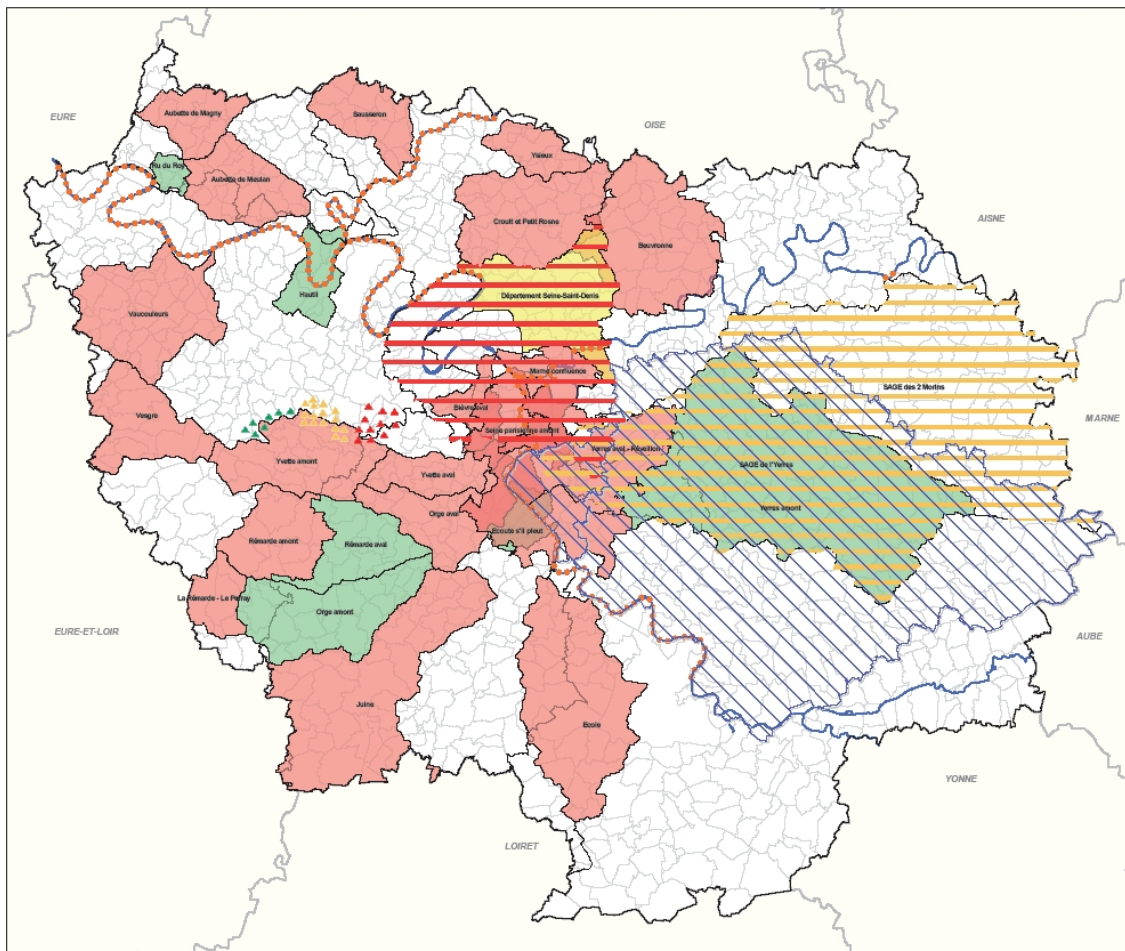 Aubette de Magny
Sausseron
EURE
OISE
Ysieux
Ru du Roy
Aubette de Meulan
Croult et Petit Rosne
AISNE
Beuvronne
Hautil
Département Seine-Saint-Denis
Vaucouleurs
Marne confluence
SAGE des 2 Morins
Vesgre
Bièvre aval
MARNE
Seine parisienne amont
Yerres aval - Réveillon
Yvette amont
SAGE de l'Yerres
Yvette aval
Yerres amont
Orge aval
Ecoute s'il pleut
Rémarde amont
Rémarde aval
La Rémarde - Le Perray
Orge amont
EURE-ET-LOIR
AUBE
Juine
Ecole
YONNE
LOIRET